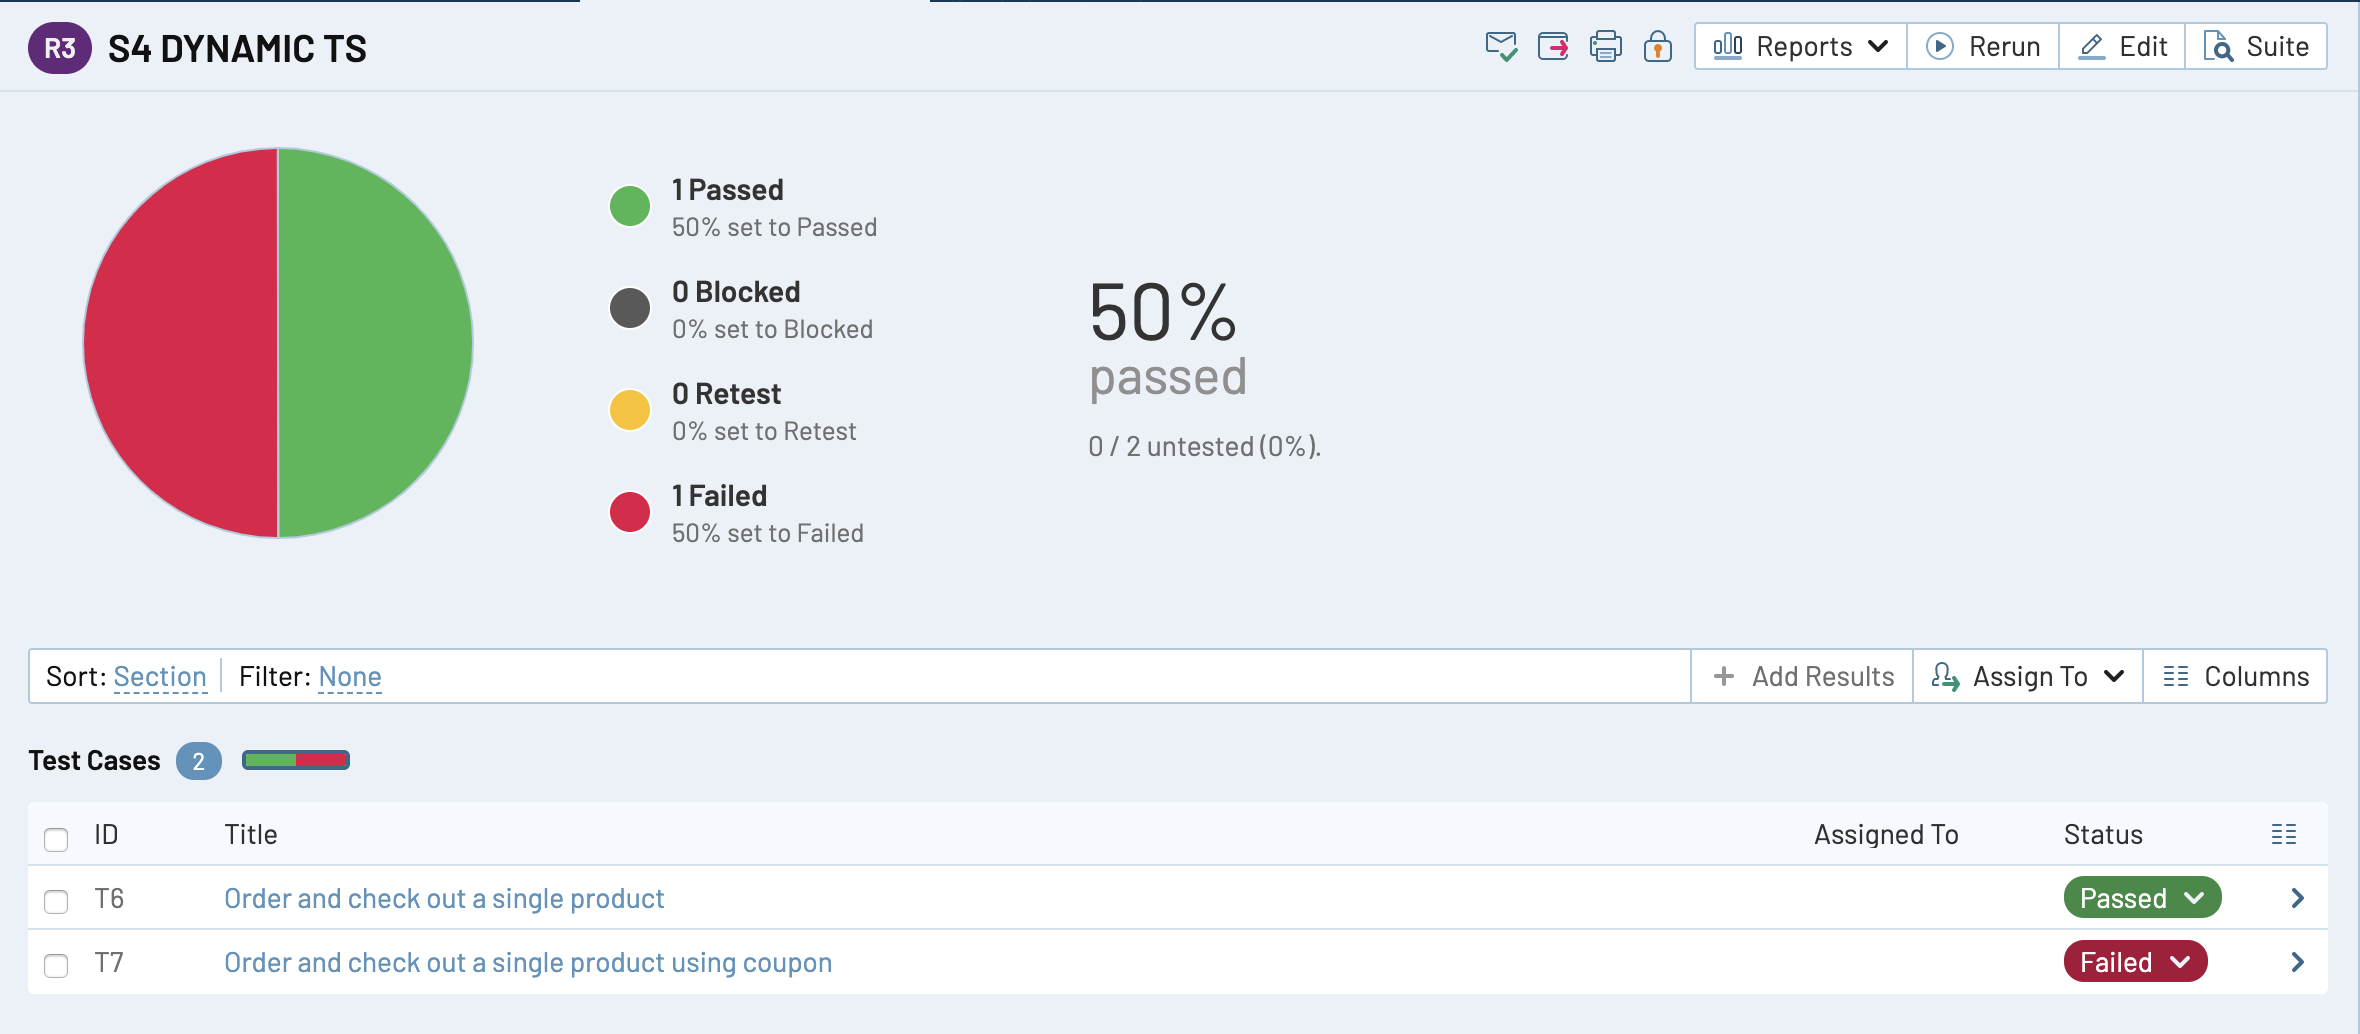 R3 S4 DYNAMIC TS
Reports Rerun Edit Suite
1 Passed
50% set to Passed
0 Blocked
0% set to Blocked
0 Retest
0% set to Retest
1 Failed
50% set to Failed
50%
passed
0 / 2 untested (0%).
Sort: Section Filter: None Add Results Assign To Columns
Test Cases 2
ID Title Assigned To Status
T6 Order and check out a single product Passed
T7 Order and check out a single product using coupon Failed